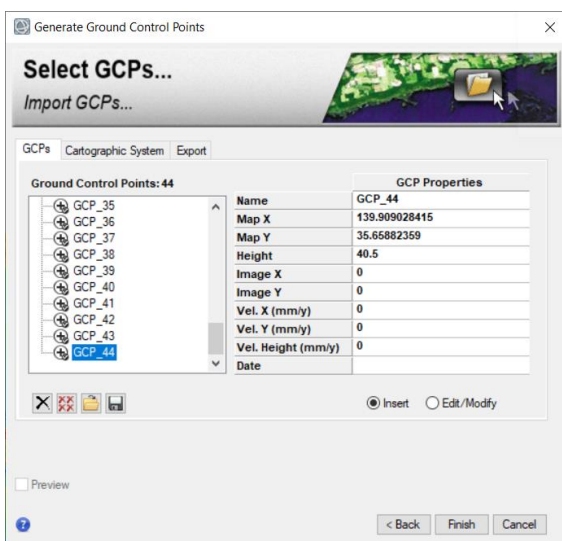 Generate Ground Control Points
Select GCPs...
Import GCPs...
GCPs Cartographic System Export
Ground Control Points: 44
GCP_35
GCP_36
GCP_37
GCP_38
GCP_39
GCP_40
GCP_41
GCP_42
GCP_43
GCP_44
GCP Properties
Name GCP_44
Map X 139.909028415
Map Y 35.65882359
Height 40.5
Image X 0
Image Y 0
Vel. X (mm/y) 0
Vel. Y (mm/y) 0
Vel. Height (mm/y) 0
Date
Insert Edit/Modify
Preview
< Back Finish Cancel